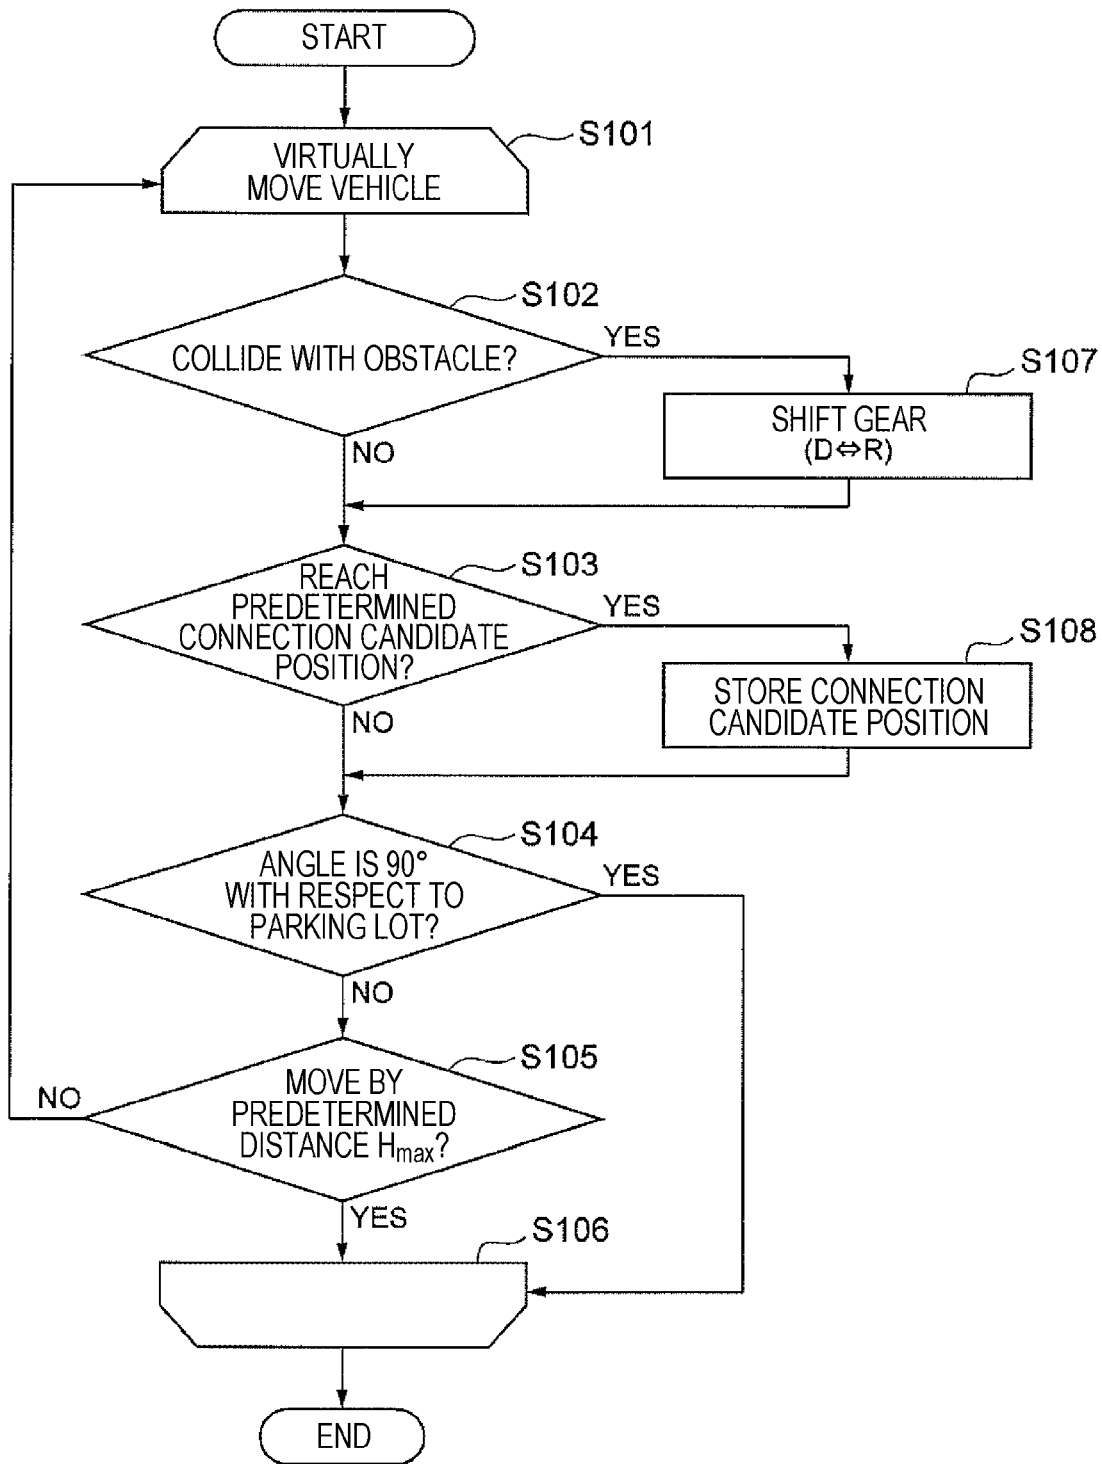 START
S101
VIRTUALLY
MOVE VEHICLE
S102
COLLIDE WITH OBSTACLE?
YES
NO
S107
SHIFT GEAR
(D⇔R)
S103
REACH
PREDETERMINED
CONNECTION CANDIDATE
POSITION?
YES
NO
S108
STORE CONNECTION
CANDIDATE POSITION
S104
ANGLE IS 90°
WITH RESPECT TO
PARKING LOT?
YES
NO
S105
MOVE BY
PREDETERMINED
DISTANCE Hmax?
NO
YES
S106
END